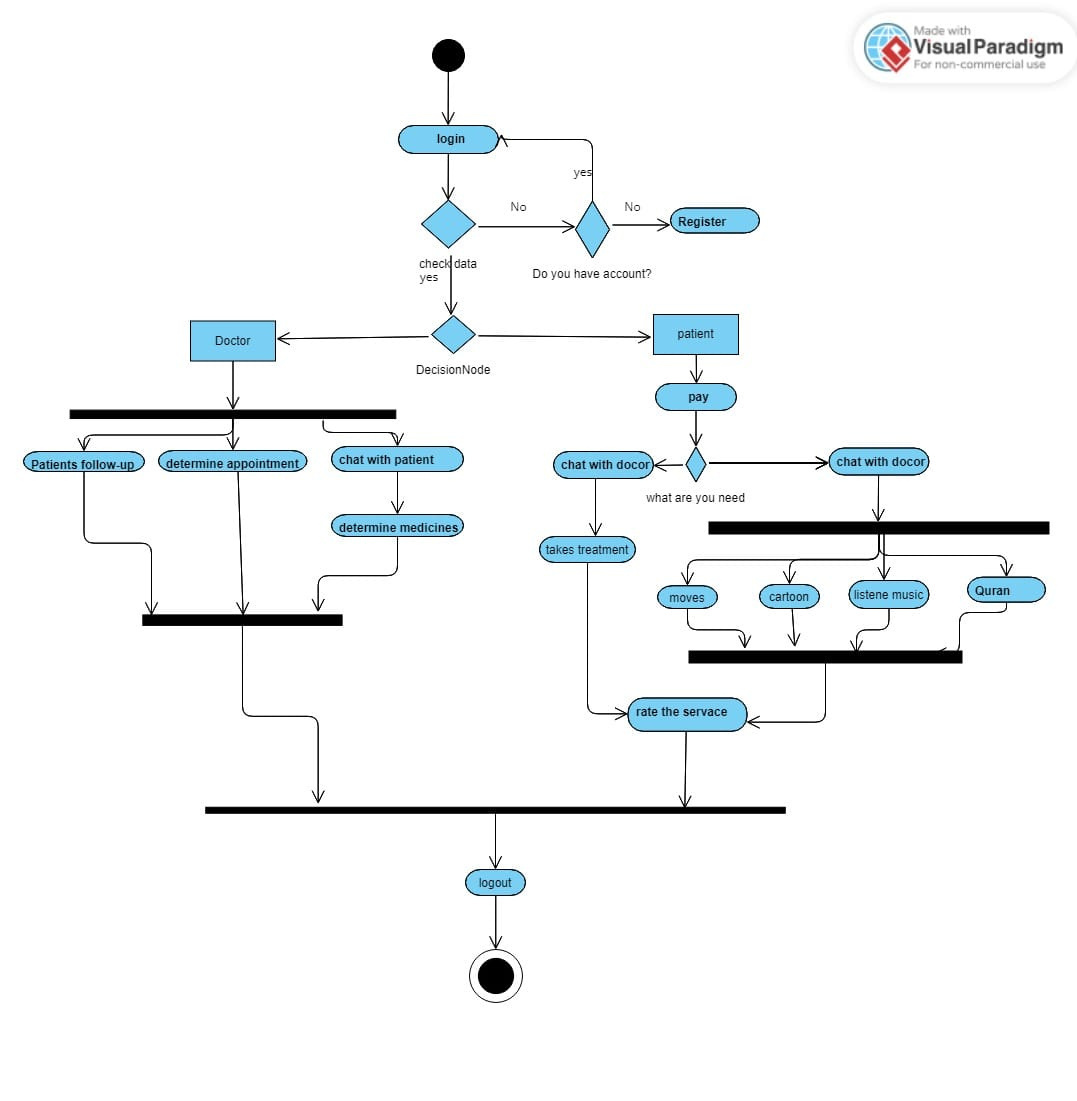 Made with
Visual Paradigm
For non-commercial use
login
yes
No
No
Register
check data
yes
Do you have account?
Doctor
patient
DecisionNode
pay
Patients follow-up
determine appointment
chat with patient
chat with docor
chat with docor
what are you need
determine medicines
takes treatment
moves
cartoon
listene music
Quran
rate the servace
logout